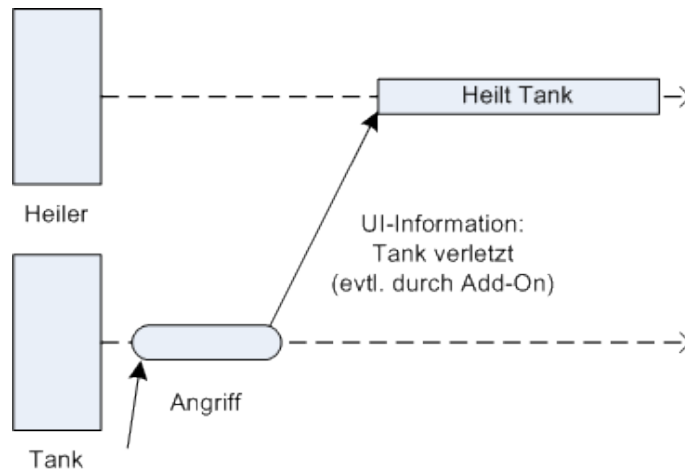 Heilt Tank
Heiler
UI-Information:
Tank verletzt
(evtl. durch Add-On)
Angriff
Tank